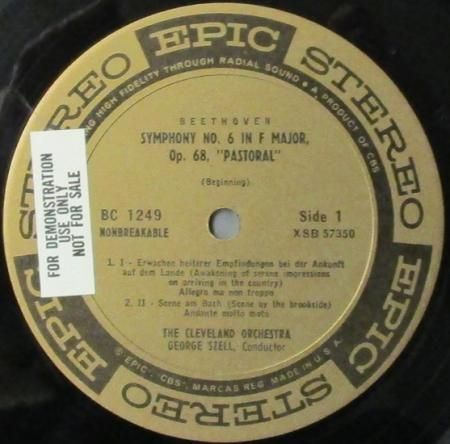 EPIC STEREO EPIC STEREO EPIC STEREO
HIGH FIDELITY THROUGH RADIAL SOUND • A PRODUCT OF CBS
BEETHOVEN
SYMPHONY NO. 6 IN F MAJOR,
Op. 68, "PASTORAL"
(Beginning)
BC 1249
NONBREAKABLE
Side 1
XSB 57350
1. I - Erwachen heiterer Empfindungen bei der Ankunft
auf dem Lande (Awakening of serene impressions
on arriving in the country)
Allegro ma non troppo
2. II - Scene am Bach (Scene by the brookside)
Andante molto moto
THE CLEVELAND ORCHESTRA
GEORGE SZELL, Conductor
© EPIC - "CBS", MARCAS REG. MADE IN U.S.A.
FOR DEMONSTRATION
USE ONLY
NOT FOR SALE